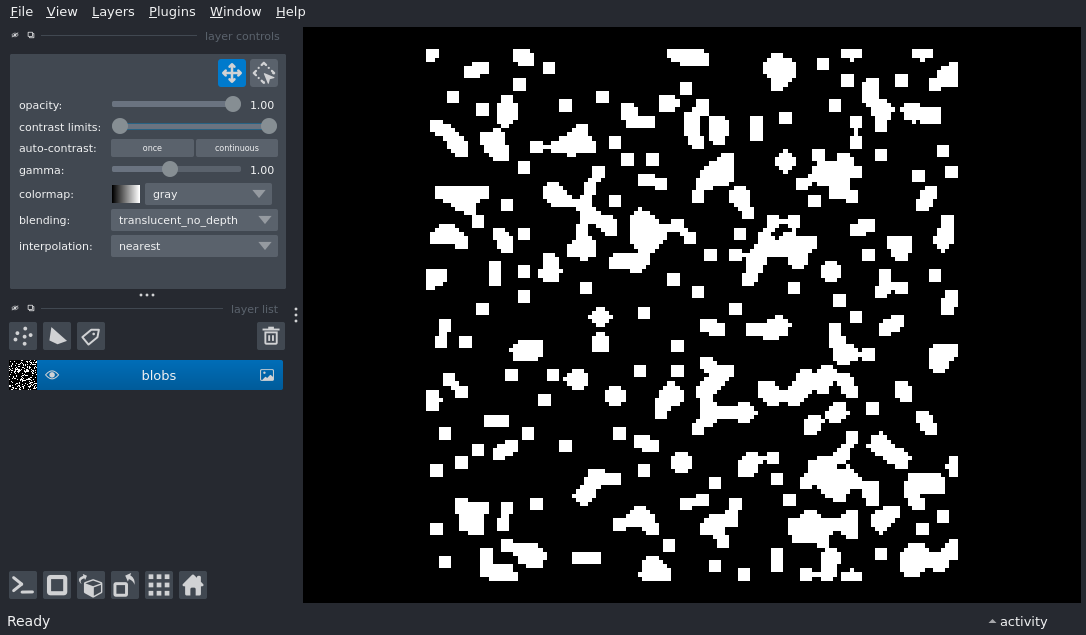 File View Layers Plugins Window Help
layer controls
opacity: 1.00
contrast limits:
auto-contrast: once continuous
gamma: 1.00
colormap: gray
blending: translucent_no_depth
interpolation: nearest
layer list
blobs
Ready
activity